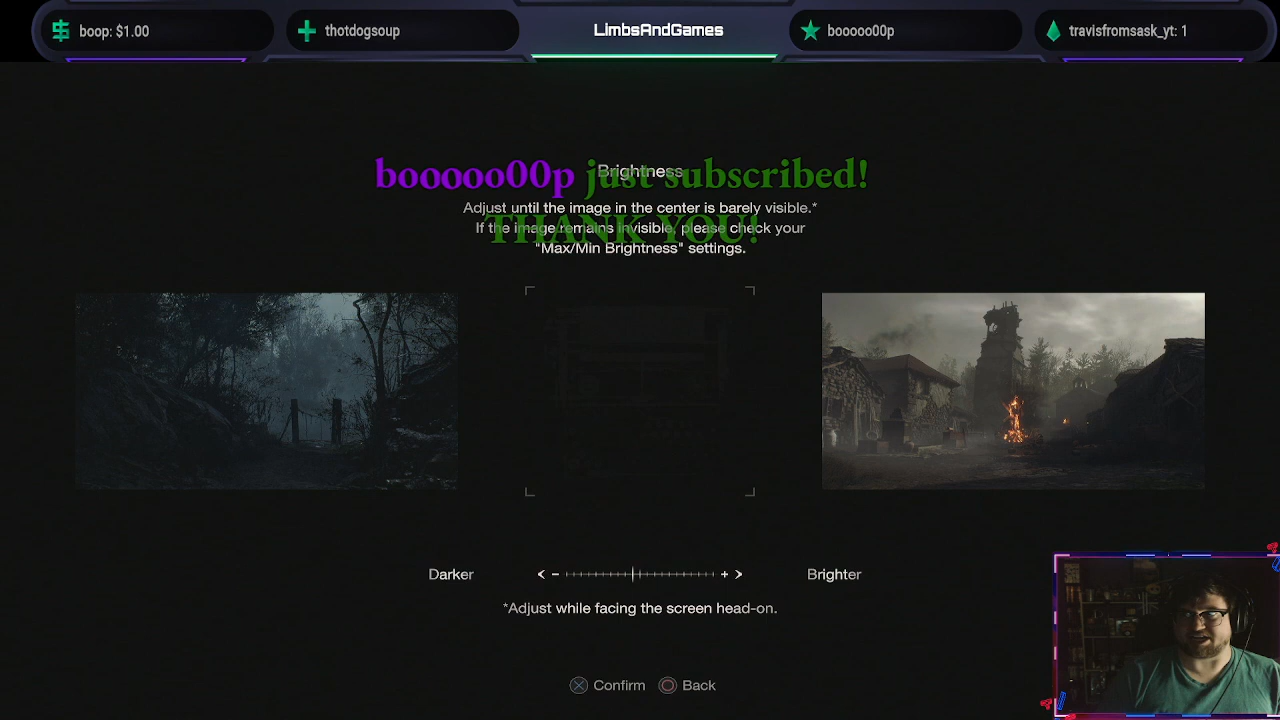 boop: $1.00
thotdogsoup
LimbsAndGames
booooo00p
travisfromsask_yt: 1
Brightness
booooo00p just subscribed!
Adjust until the image in the center is barely visible.*
THANK YOU!
If the image remains invisible, please check your
"Max/Min Brightness" settings.
Darker
Brighter
*Adjust while facing the screen head-on.
Confirm
Back